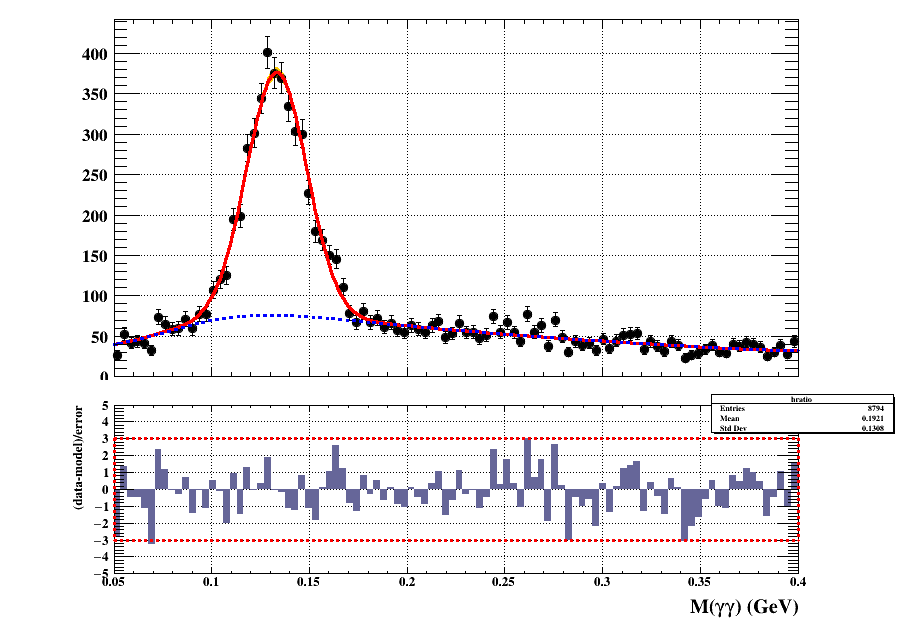 400
350
300
250
200
150
100
50
0
hratio
Entries 8794
Mean 0.1921
Std Dev 0.1308
(data-model)/error
5
4
3
2
1
0
−1
−2
−3
−4
−5
0.05 0.1 0.15 0.2 0.25 0.3 0.35 0.4
M(γγ) (GeV)